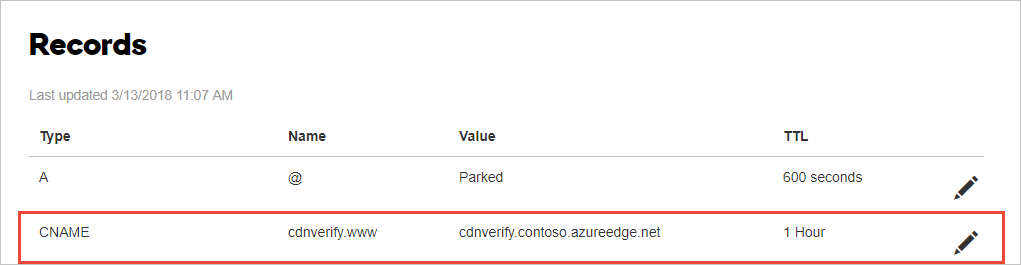 Records
Last updated 3/13/2018 11:07 AM
Type Name Value TTL
A @ Parked 600 seconds
CNAME cdnverify.www cdnverify.contoso.azureedge.net 1 Hour